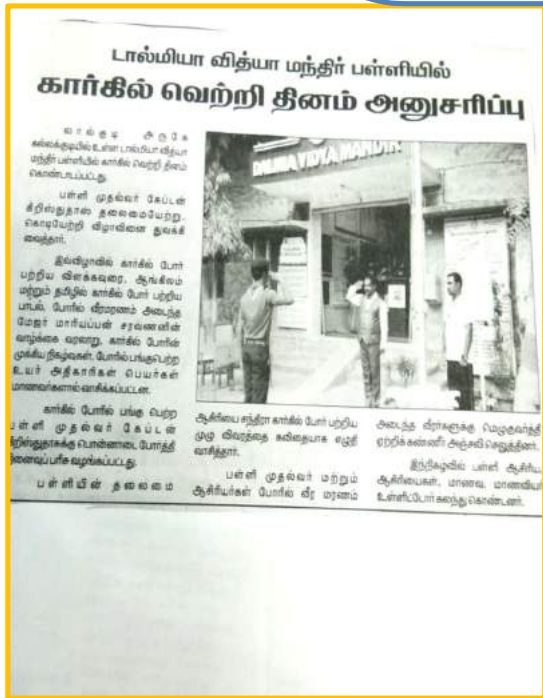 டால்மியா வித்யா மந்திர் பள்ளியில்
கார்கில் வெற்றி தினம் அனுசரிப்பு
லால்குடி அருகே
கல்லக்குடியில் உள்ள டால்மியா வித்யா
மந்திர் பள்ளியில் கார்கில் வெற்றி தினம்
கொண்டாடப்பட்டது.
பள்ளி முதல்வர் கேப்டன்
கிறிஸ்துதாஸ் தலைமையேற்று,
கொடியேற்றி விழாவினை துவக்கி
வைத்தார்.
இவ்விழாவில் கார்கில் போர்
பற்றிய விளக்கவுரை, ஆங்கிலம்
மற்றும் தமிழில் கார்கில் போர் பற்றிய
பாடல், போரில் வீரமரணம் அடைந்த
மேஜர் மாரியப்பன் சரவணனின்
வாழ்க்கை வரலாறு, கார்கில் போரின்
முக்கிய நிகழ்வுகள், போரில் பங்குபெற்ற
உயர் அதிகாரிகள் பெயர்கள்
மாணவர்களால் வாசிக்கப்பட்டன.
கார்கில் போரில் பங்கு பெற்ற
பள்ளி முதல்வர் கேப்டன்
கிறிஸ்துதாசுக்கு பொன்னாடை போர்த்தி
நினைவுப் பரிசு வழங்கப்பட்டது.
பள்ளியின் தலைமை
DALMIA VIDYA MANDIR
ஆசிரியை சந்திரா கார்கில் போர் பற்றிய
முழு விவரத்தை கவிதையாக எழுதி
வாசித்தார்.
பள்ளி முதல்வர் மற்றும்
ஆசிரியர்கள் போரில் வீர மரணம்
அடைந்த வீரர்களுக்கு மெழுகுவர்த்தி
ஏற்றிக் கண்ணீர் அஞ்சலி செலுத்தினர்.
இந்நிகழ்வில் பள்ளி ஆசிரிய,
ஆசிரியைகள், மாணவ, மாணவியர்
உள்ளிட்டோர் கலந்து கொண்டனர்.